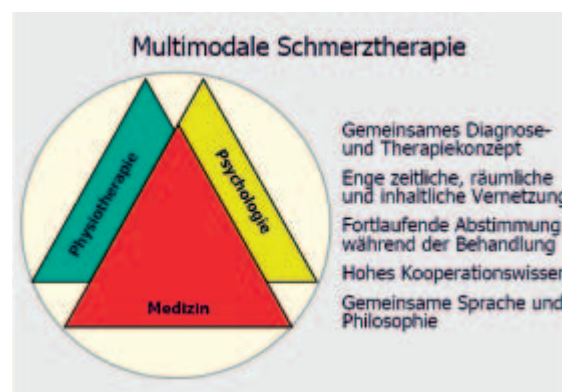 Multimodale Schmerztherapie
Physiotherapie
Psychologie
Medizin
Gemeinsames Diagnose-
und Therapiekonzept
Enge zeitliche, räumliche
und inhaltliche Vernetzung
Fortlaufende Abstimmung
während der Behandlung
Hohes Kooperationswissen
Gemeinsame Sprache und
Philosophie